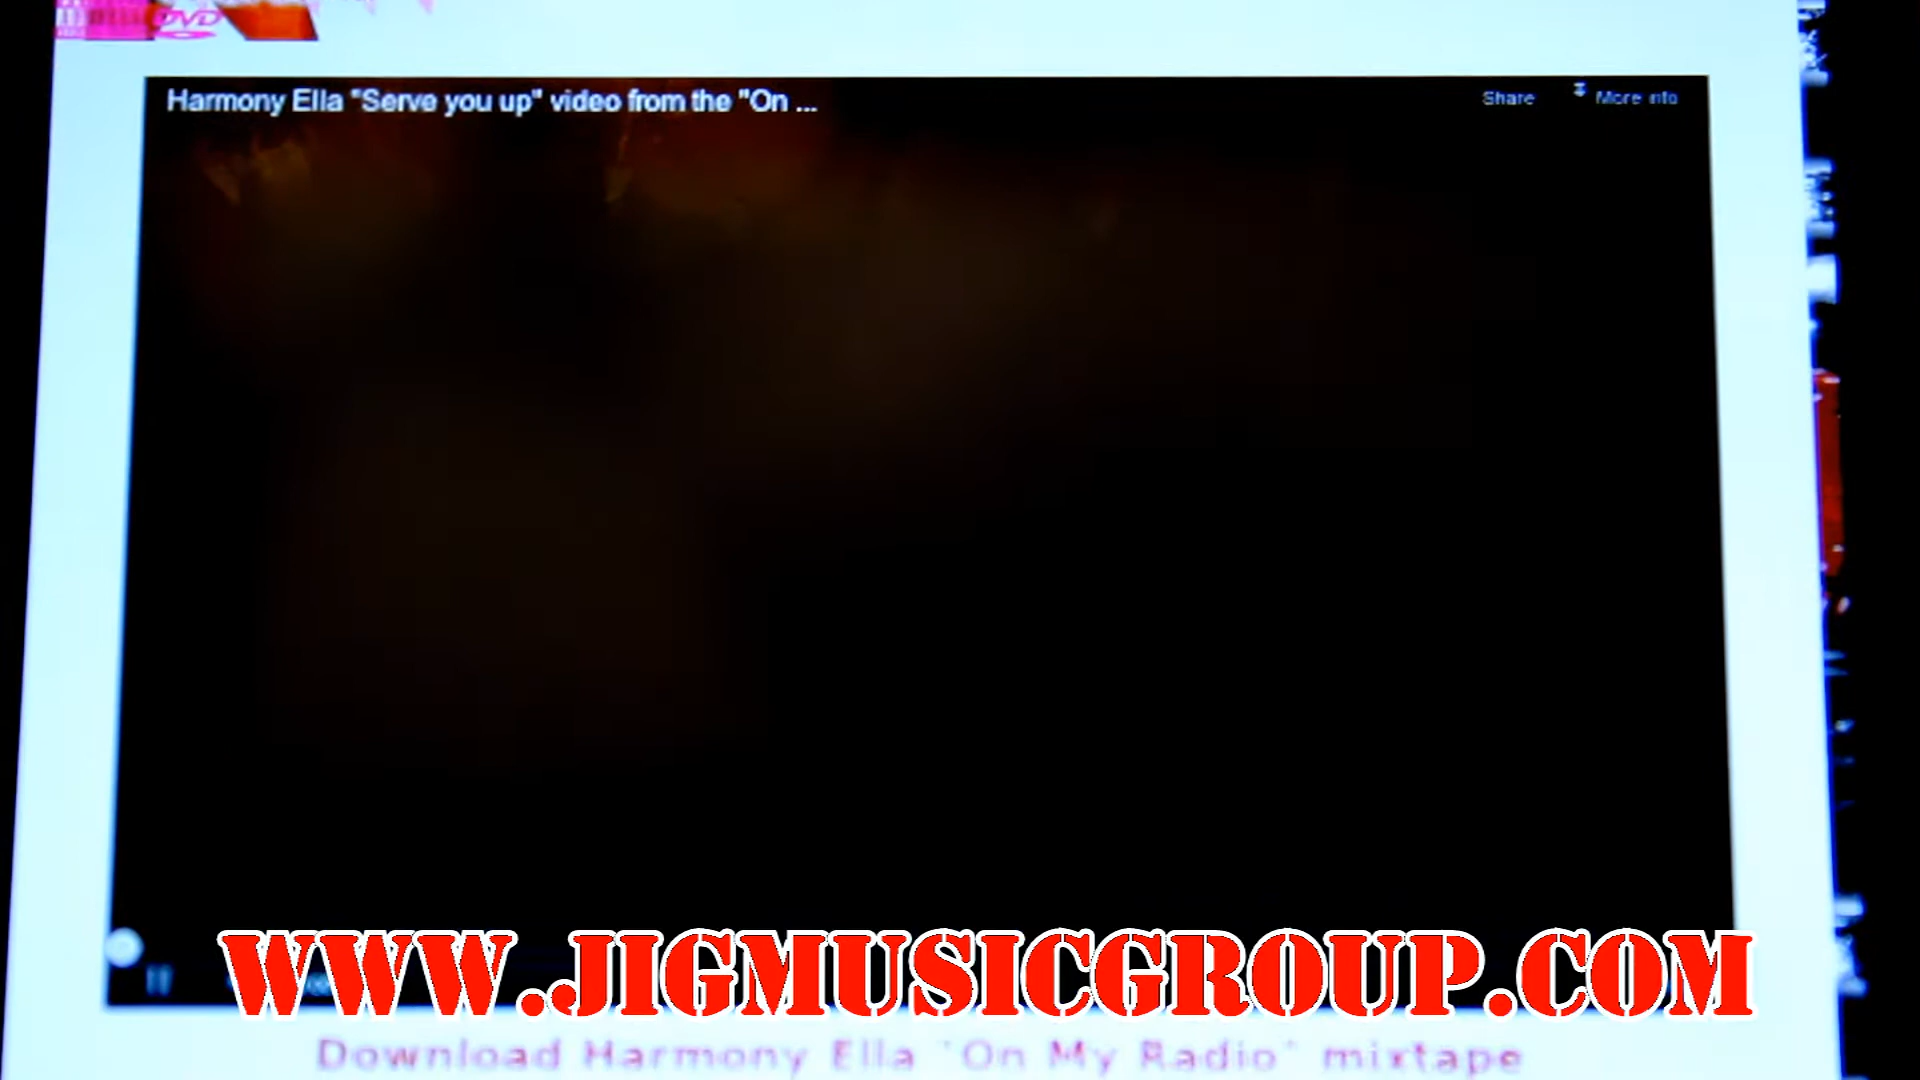 DVD
Harmony Ella "Serve you up" video from the "On ...
Share
More info
WWW.JIGMUSICGROUP.COM
Download Harmony Ella "On My Radio" mixtape